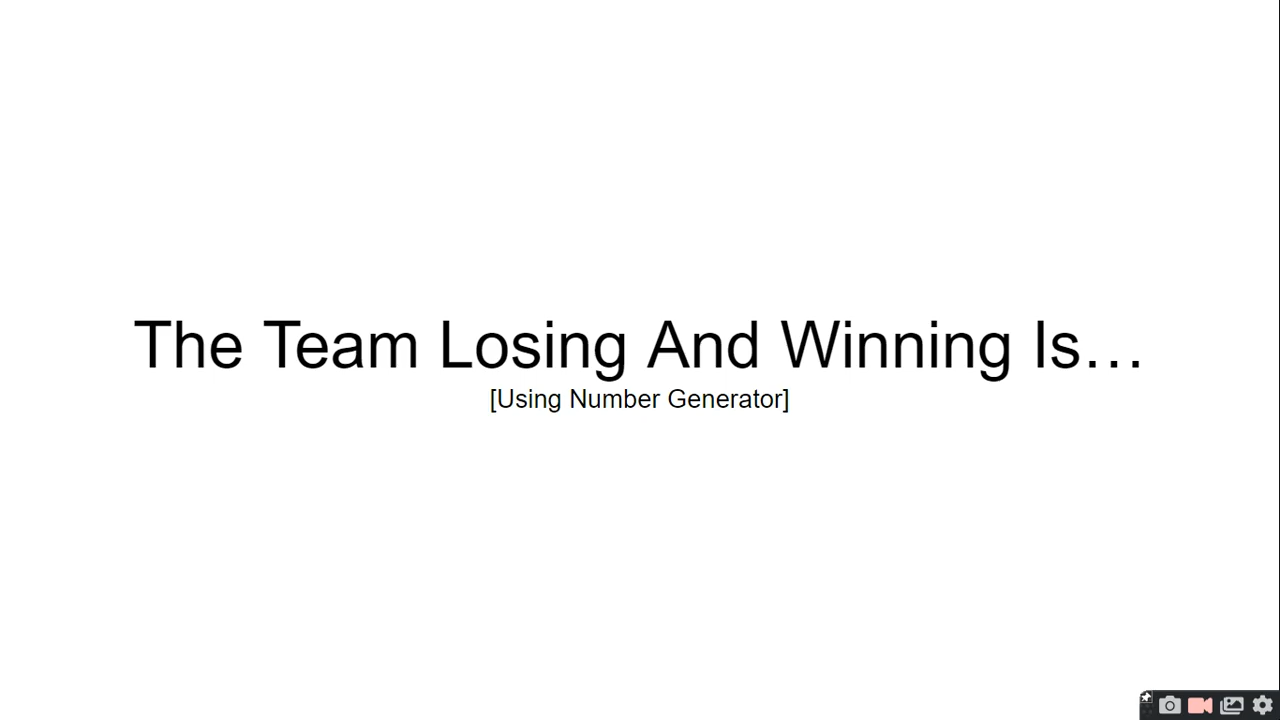 The Team Losing And Winning Is…
[Using Number Generator]